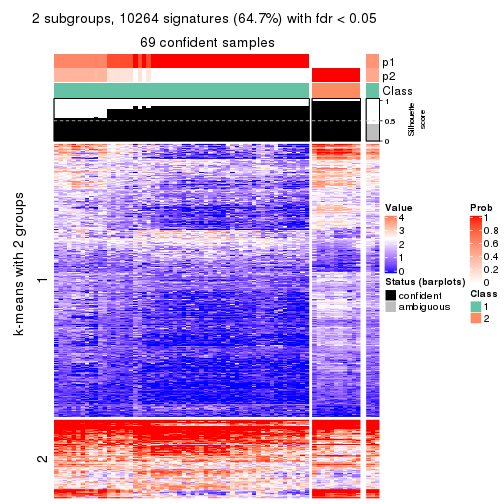 2 subgroups, 10264 signatures (64.7%) with fdr < 0.05
69 confident samples
p1
p2
Class
1
0.5
0
Silhouette
score
k-means with 2 groups
1
2
Value
4
3
2
1
0
Status (barplots)
confident
ambiguous
Prob
1
0.8
0.6
0.4
0.2
0
Class
1
2